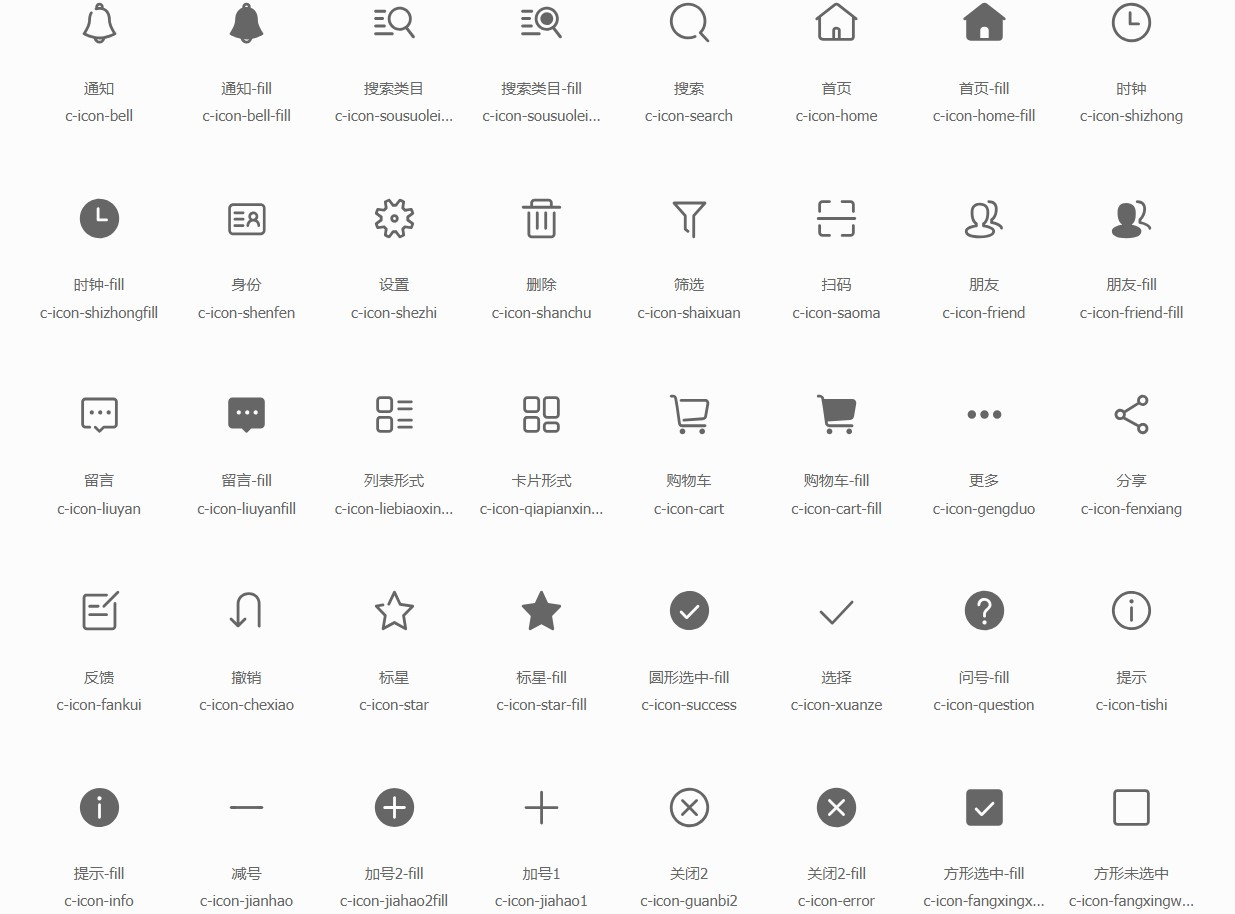 通知
通知-fill
搜索类目
搜索类目-fill
搜索
首页
首页-fill
时钟
c-icon-bell
c-icon-bell-fill
c-icon-sousuolei...
c-icon-sousuolei...
c-icon-search
c-icon-home
c-icon-home-fill
c-icon-shizhong
时钟-fill
身份
设置
删除
筛选
扫码
朋友
朋友-fill
c-icon-shizhongfill
c-icon-shenfen
c-icon-shezhi
c-icon-shanchu
c-icon-shaixuan
c-icon-saoma
c-icon-friend
c-icon-friend-fill
留言
留言-fill
列表形式
卡片形式
购物车
购物车-fill
更多
分享
c-icon-liuyan
c-icon-liuyanfill
c-icon-liebiaoxin...
c-icon-qiapianxin...
c-icon-cart
c-icon-cart-fill
c-icon-gengduo
c-icon-fenxiang
反馈
撤销
标星
标星-fill
圆形选中-fill
选择
问号-fill
提示
c-icon-fankui
c-icon-chexiao
c-icon-star
c-icon-star-fill
c-icon-success
c-icon-xuanze
c-icon-question
c-icon-tishi
提示-fill
减号
加号2-fill
加号1
关闭2
关闭2-fill
方形选中-fill
方形未选中
c-icon-info
c-icon-jianhao
c-icon-jiahao2fill
c-icon-jiahao1
c-icon-guanbi2
c-icon-error
c-icon-fangxingx...
c-icon-fangxingw...